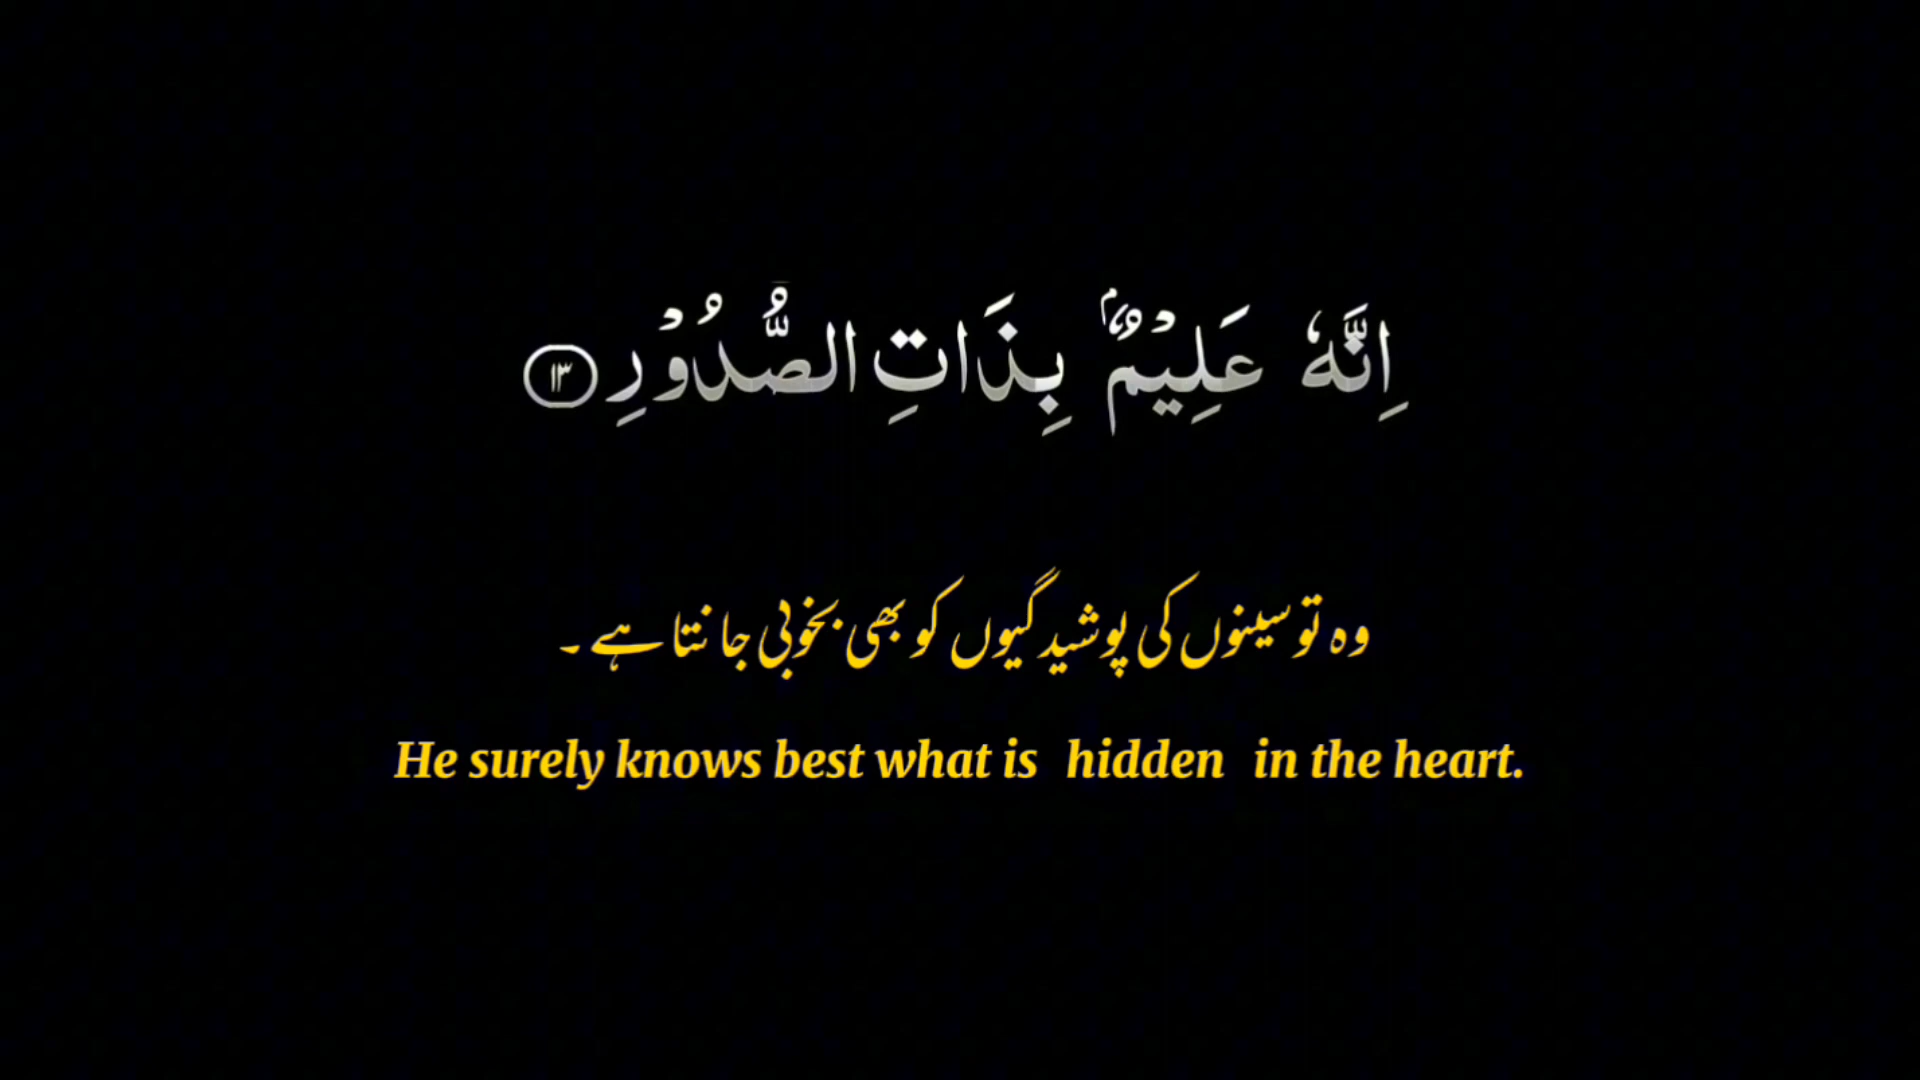 اِنَّهٗ عَلِيْمٌۢ بِذَاتِ الصُّدُوْرِ ١٣
وہ تو سینوں کی پوشیدگیوں کو بھی بخوبی جانتا ہے۔
He surely knows best what is hidden in the heart.